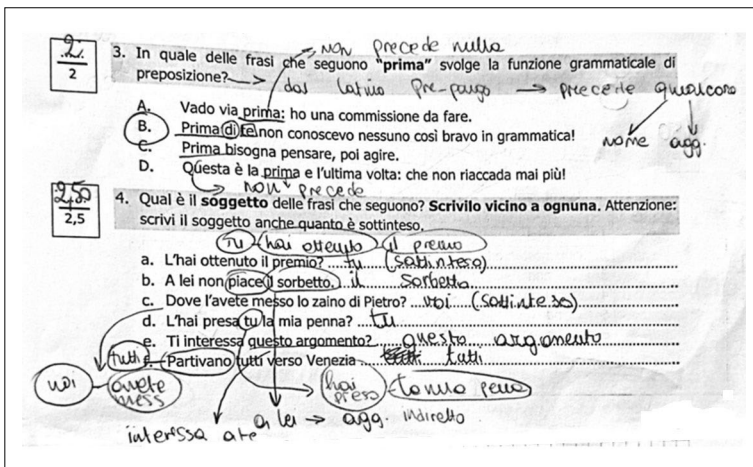 2
2
NON precede nulla
3. In quale delle frasi che seguono "prima" svolge la funzione grammaticale di
preposizione?
dal latino pre-pongo → precede qualcosa
nome agg.
A. Vado via prima: ho una commissione da fare.
B. Prima di te non conoscevo nessuno così bravo in grammatica!
C. Prima bisogna pensare, poi agire.
D. Questa è la prima e l'ultima volta: che non riaccada mai più!
non precede
2,50
2,5
4. Qual è il soggetto delle frasi che seguono? Scrivilo vicino a ognuna. Attenzione:
scrivi il soggetto anche quanto è sottinteso.
Tu hai ottenuto il premio
a. L'hai ottenuto il premio? tu (sottinteso)
b. A lei non piace il sorbetto. il sorbetto
c. Dove l'avete messo lo zaino di Pietro? voi (sottinteso)
d. L'hai presa tu la mia penna? tu
e. Ti interessa questo argomento? questo argomento
tutti
f. Partivano tutti verso Venezia tutti
voi avete mess
hai preso la mia penna
interessa a te
a lei → agg. indiretto